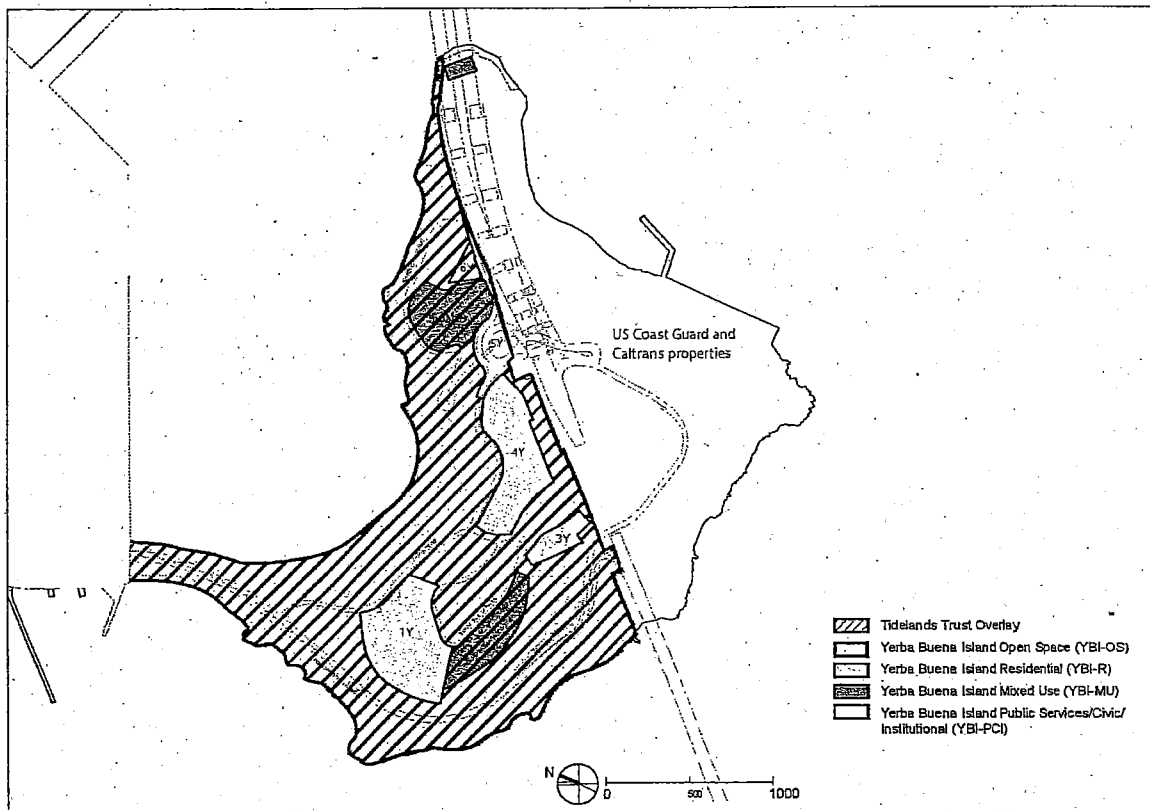 US Coast Guard and
Caltrans properties
4Y
3Y
1Y
Tidelands Trust Overlay
Yerba Buena Island Open Space (YBI-OS)
Yerba Buena Island Residential (YBI-R)
Yerba Buena Island Mixed Use (YBI-MU)
Yerba Buena Island Public Services/Civic/
Institutional (YBI-PCI)
N
0 500 1000